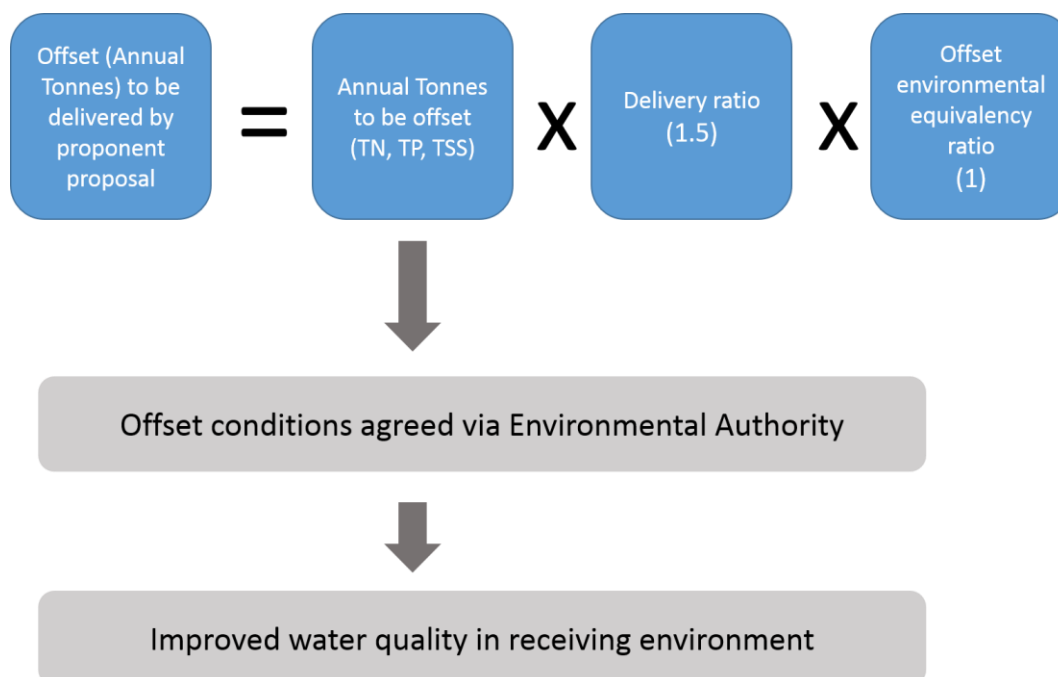 Offset (Annual
Tonnes) to be
delivered by
proponent
proposal
=
Annual Tonnes
to be offset
(TN, TP, TSS)
X
Delivery ratio
(1.5)
X
Offset
environmental
equivalency
ratio
(1)
Offset conditions agreed via Environmental Authority
Improved water quality in receiving environment